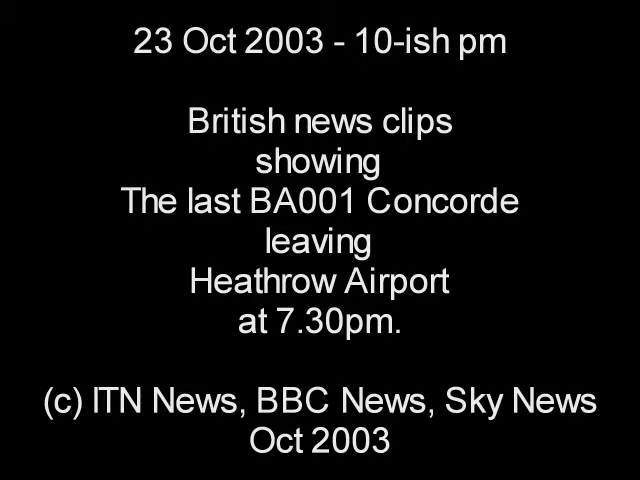 23 Oct 2003 - 10-ish pm
British news clips
showing
The last BA001 Concorde
leaving
Heathrow Airport
at 7.30pm.
(c) ITN News, BBC News, Sky News
Oct 2003